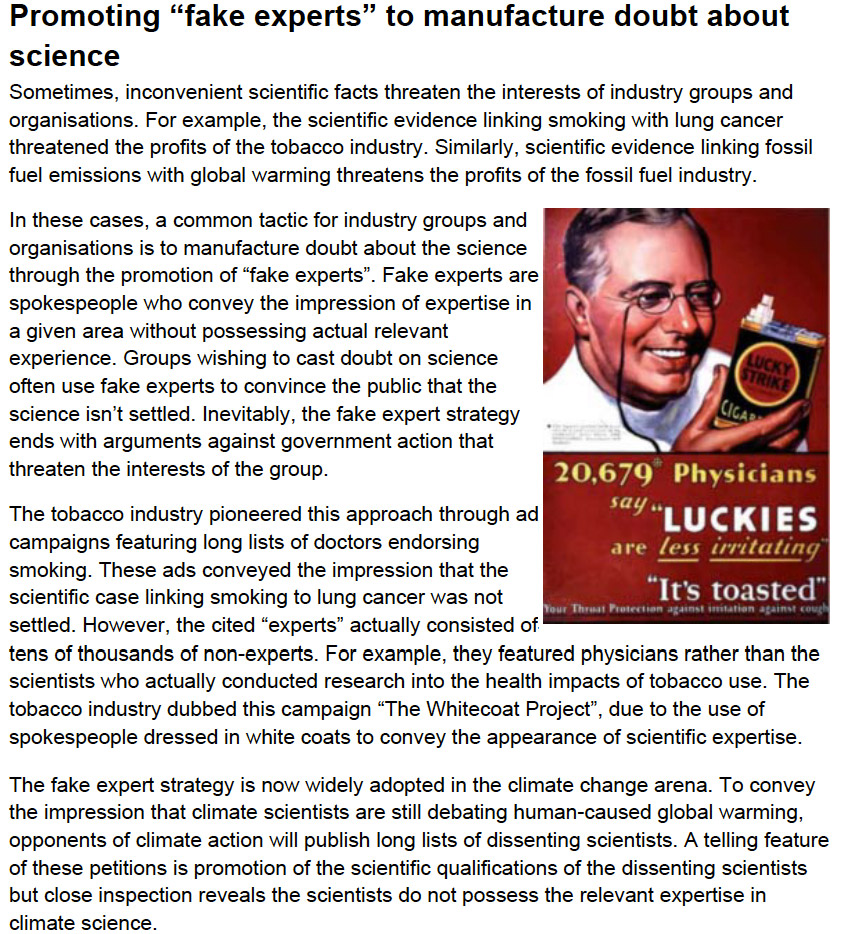 Promoting “fake experts” to manufacture doubt about
science
Sometimes, inconvenient scientific facts threaten the interests of industry groups and
organisations. For example, the scientific evidence linking smoking with lung cancer
threatened the profits of the tobacco industry. Similarly, scientific evidence linking fossil
fuel emissions with global warming threatens the profits of the fossil fuel industry.
In these cases, a common tactic for industry groups and
organisations is to manufacture doubt about the science
through the promotion of “fake experts”. Fake experts are
spokespeople who convey the impression of expertise in
a given area without possessing actual relevant
experience. Groups wishing to cast doubt on science
often use fake experts to convince the public that the
science isn’t settled. Inevitably, the fake expert strategy
ends with arguments against government action that
threaten the interests of the group.
The tobacco industry pioneered this approach through ad
campaigns featuring long lists of doctors endorsing
smoking. These ads conveyed the impression that the
scientific case linking smoking to lung cancer was not
settled. However, the cited “experts” actually consisted of
tens of thousands of non-experts. For example, they featured physicians rather than the
scientists who actually conducted research into the health impacts of tobacco use. The
tobacco industry dubbed this campaign “The Whitecoat Project”, due to the use of
spokespeople dressed in white coats to convey the appearance of scientific expertise.
The fake expert strategy is now widely adopted in the climate change arena. To convey
the impression that climate scientists are still debating human-caused global warming,
opponents of climate action will publish long lists of dissenting scientists. A telling feature
of these petitions is promotion of the scientific qualifications of the dissenting scientists
but close inspection reveals the scientists do not possess the relevant expertise in
climate science.
LUCKY
STRIKE
CIGAR
20,679* Physicians
say “LUCKIES
are less irritating”
“It's toasted”
Your Throat Protection against irritation against cough